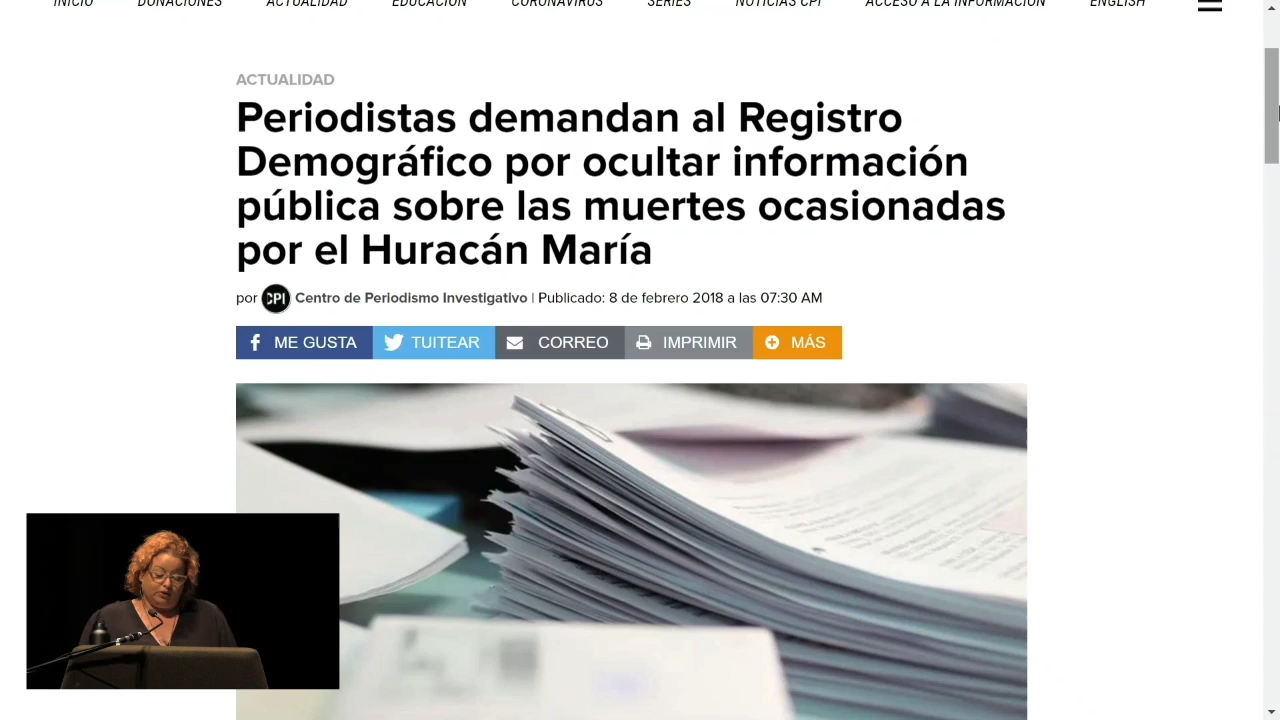 INICIO DONACIONES ACTUALIDAD EDUCACIÓN CORONAVIRUS SERIES NOTICIAS CPI ACCESO A LA INFORMACIÓN ENGLISH
ACTUALIDAD
Periodistas demandan al Registro
Demográfico por ocultar información
pública sobre las muertes ocasionadas
por el Huracán María
por CPI Centro de Periodismo Investigativo | Publicado: 8 de febrero 2018 a las 07:30 AM
ME GUSTA TUITEAR CORREO IMPRIMIR MÁS